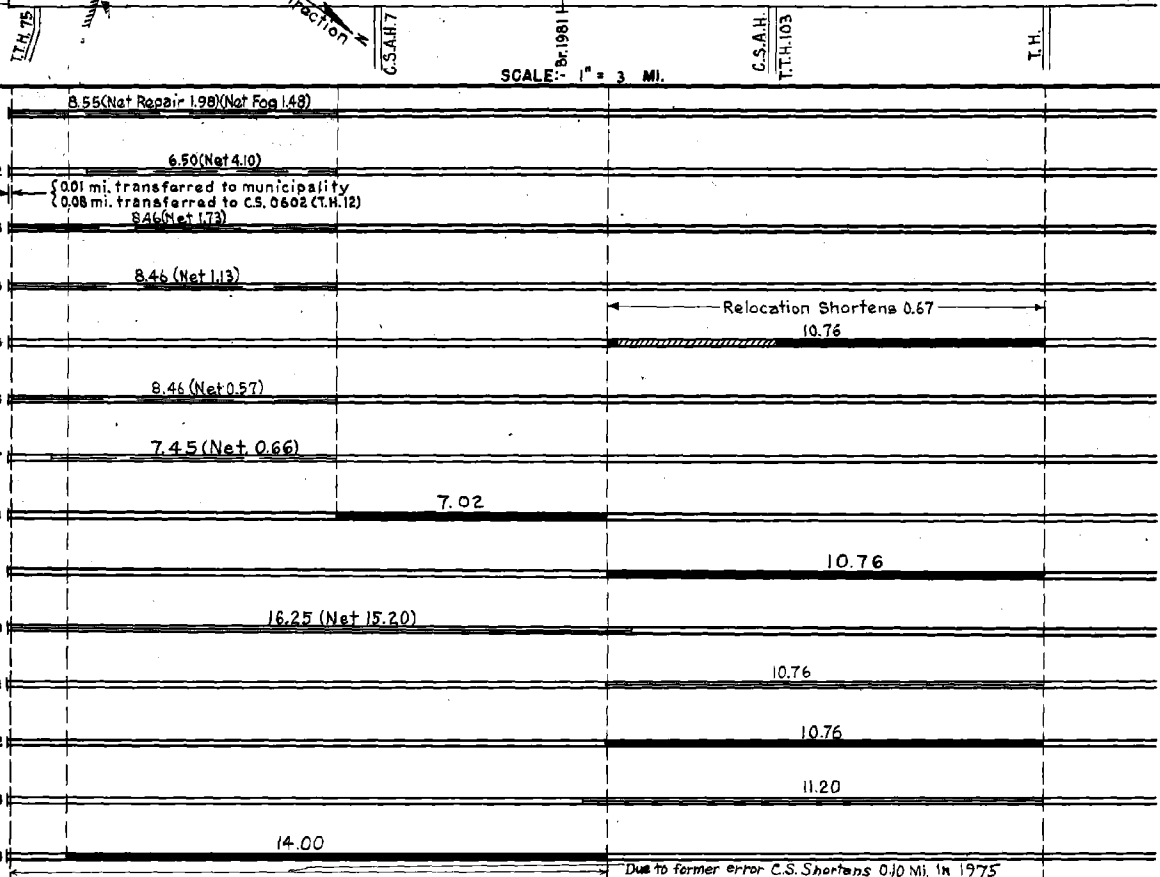 T.T.H. 75
rection
N
C.S.A.H. 7
Br. 1981
C.S.A.H.
T.T.H. 103
T.H.
SCALE:- 1" = 3 MI.
8.55(Net Repair 1.98)(Net Fog 1.48)
6.50(Net 4.10)
0.01 mi. transferred to municipality
0.08 mi. transferred to C.S. 0602 (T.H.12)
8.46(Net 1.73)
8.46 (Net 1.13)
Relocation Shortens 0.67
10.76
8.46 (Net 0.57)
7.45 (Net. 0.66)
7.02
10.76
16.25 (Net 15.20)
10.76
10.76
11.20
14.00
Due to former error C.S. Shortens 0.10 Mi. in 1975